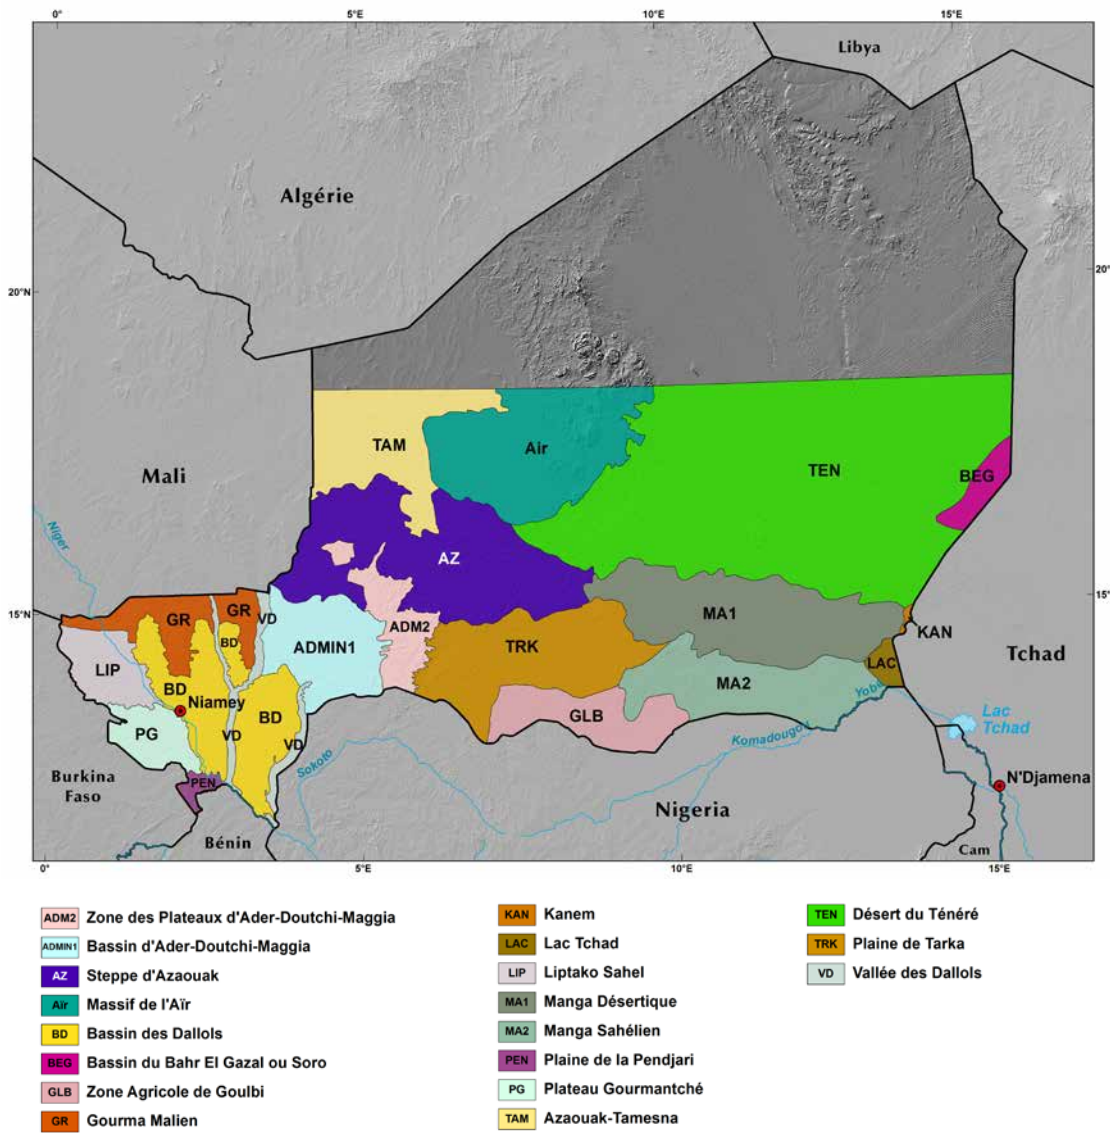 0° 5°E 10°E 15°E
Libya
Algérie
20°N 20°N
TAM Air TEN BEG
Mali
Niger
AZ
15°N 15°N
GR GR VD
BD
ADM2 MA1 KAN
LIP ADMIN1 TRK LAC Tchad
BD MA2 Yobé
Niamey BD GLB
PG VD VD
Lac
Tchad
Komadougou
Sokoto
PEN
Burkina
Faso
N'Djamena
Nigeria
Bénin Cam
0° 5°E 10°E 15°E
ADM2 Zone des Plateaux d'Ader-Doutchi-Maggia
ADMIN1 Bassin d'Ader-Doutchi-Maggia
AZ Steppe d'Azaouak
Aïr Massif de l'Aïr
BD Bassin des Dallols
BEG Bassin du Bahr El Gazal ou Soro
GLB Zone Agricole de Goulbi
GR Gourma Malien
KAN Kanem
LAC Lac Tchad
LIP Liptako Sahel
MA1 Manga Désertique
MA2 Manga Sahélien
PEN Plaine de la Pendjari
PG Plateau Gourmantché
TAM Azaouak-Tamesna
TEN Désert du Ténéré
TRK Plaine de Tarka
VD Vallée des Dallols